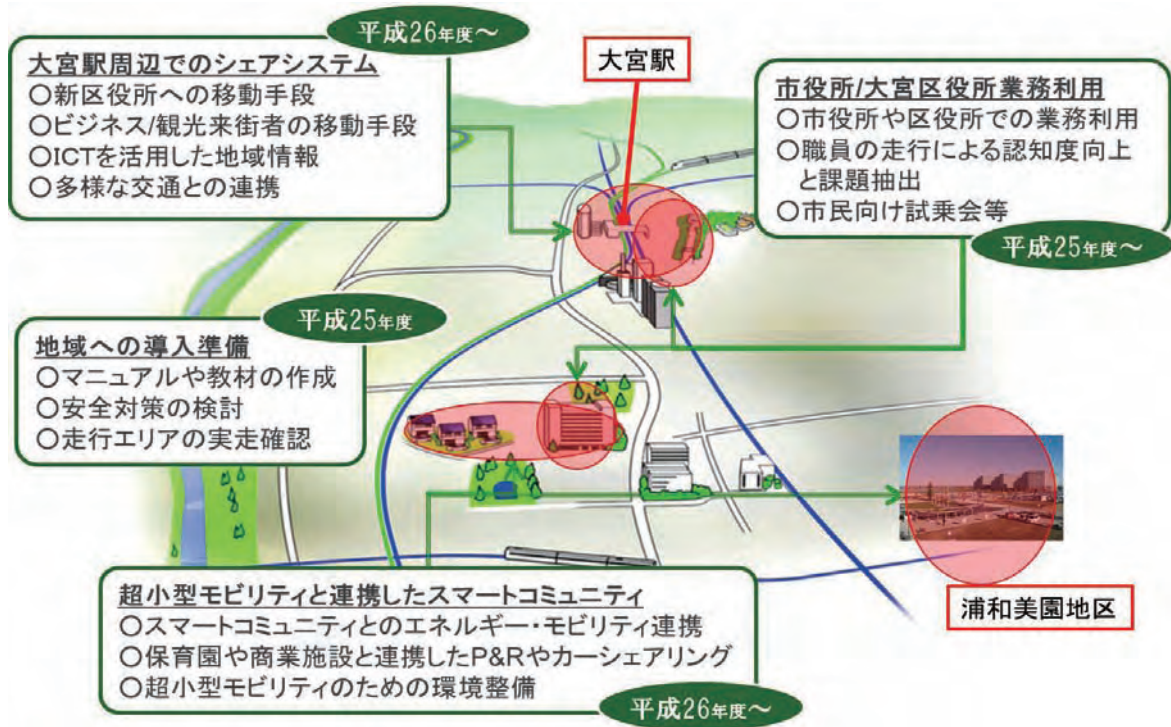 平成26年度～
大宮駅周辺でのシェアシステム
○新区役所への移動手段
○ビジネス/観光来街者の移動手段
○ICTを活用した地域情報
○多様な交通との連携
大宮駅
市役所/大宮区役所業務利用
○市役所や区役所での業務利用
○職員の走行による認知度向上
と課題抽出
○市民向け試乗会等
平成25年度～
平成25年度
地域への導入準備
○マニュアルや教材の作成
○安全対策の検討
○走行エリアの実走確認
浦和美園地区
超小型モビリティと連携したスマートコミュニティ
○スマートコミュニティとのエネルギー・モビリティ連携
○保育園や商業施設と連携したP&Rやカーシェアリング
○超小型モビリティのための環境整備
平成26年度～